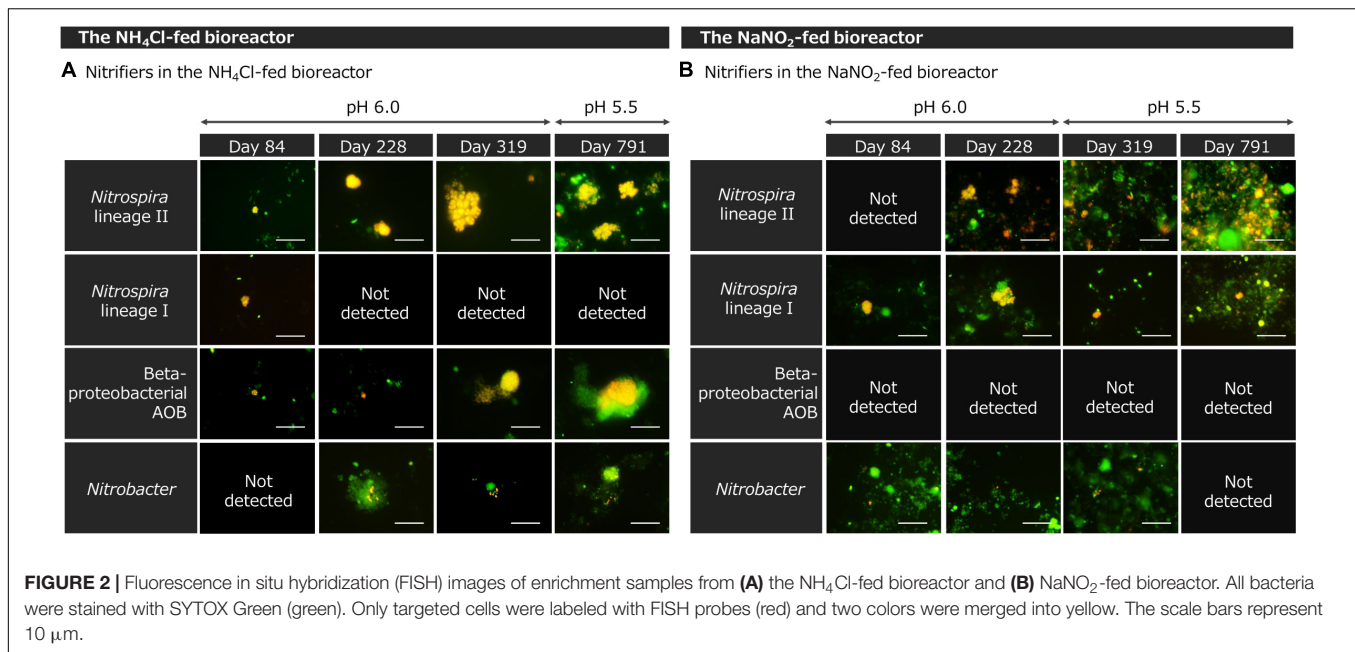 The NH₄Cl-fed bioreactor
A Nitrifiers in the NH₄Cl-fed bioreactor
pH 6.0 pH 5.5
Day 84 Day 228 Day 319 Day 791
Nitrospira
lineage II
Nitrospira
lineage I
Not
detected
Not
detected
Not
detected
Beta-
proteobacterial
AOB
Nitrobacter
Not
detected
The NaNO₂-fed bioreactor
B Nitrifiers in the NaNO₂-fed bioreactor
pH 6.0 pH 5.5
Day 84 Day 228 Day 319 Day 791
Nitrospira
lineage II
Not
detected
Nitrospira
lineage I
Beta-
proteobacterial
AOB
Not
detected
Not
detected
Not
detected
Not
detected
Nitrobacter
Not
detected
FIGURE 2 | Fluorescence in situ hybridization (FISH) images of enrichment samples from (A) the NH₄Cl-fed bioreactor and (B) NaNO₂-fed bioreactor. All bacteria
were stained with SYTOX Green (green). Only targeted cells were labeled with FISH probes (red) and two colors were merged into yellow. The scale bars represent
10 μm.